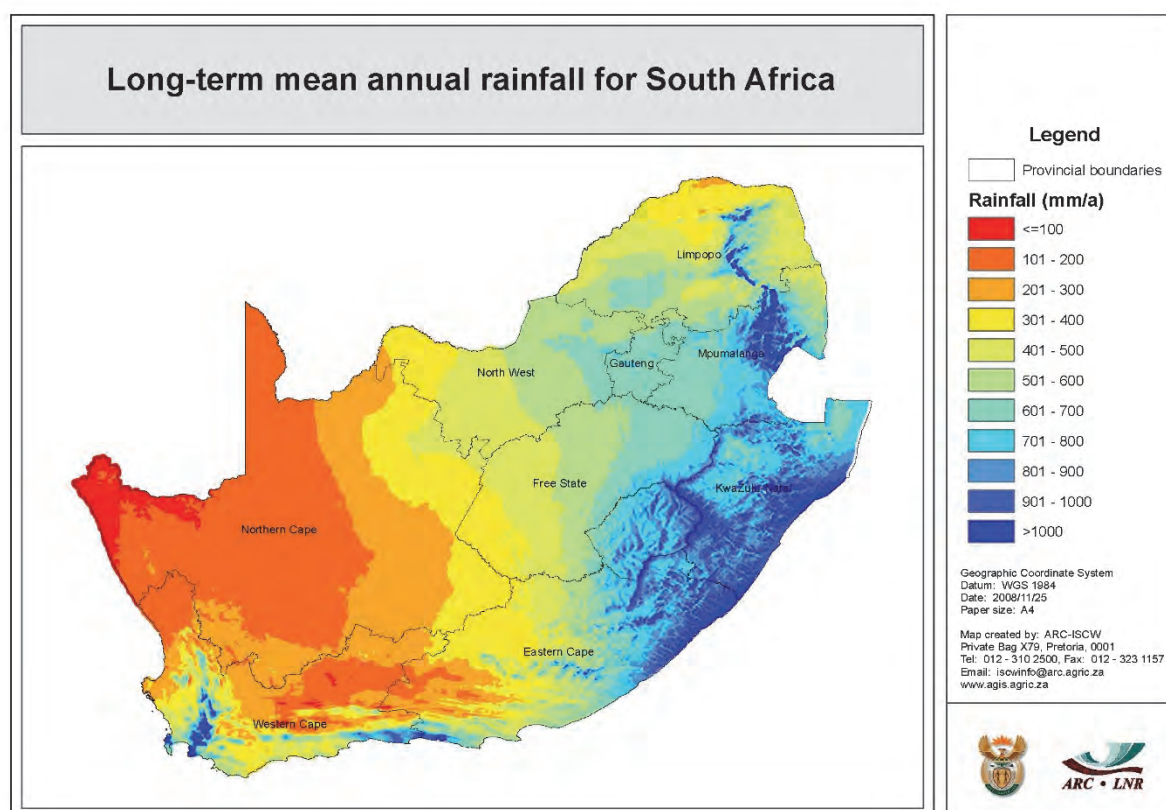 Long-term mean annual rainfall for South Africa
Limpopo
Mpumalanga
Gauteng
North West
Free State
Kwazulu Natal
Northern Cape
Eastern Cape
Western Cape
Legend
Provincial boundaries
Rainfall (mm/a)
<=100
101 - 200
201 - 300
301 - 400
401 - 500
501 - 600
601 - 700
701 - 800
801 - 900
901 - 1000
>1000
Geographic Coordinate System
Datum: WGS 1984
Date: 2008/11/25
Paper size: A4
Map created by: ARC-ISCW
Private Bag X79, Pretoria, 0001
Tel: 012 - 310 2500, Fax: 012 - 323 1157
Email: iscwinfo@arc.agric.za
www.agis.agric.za
ARC • LNR